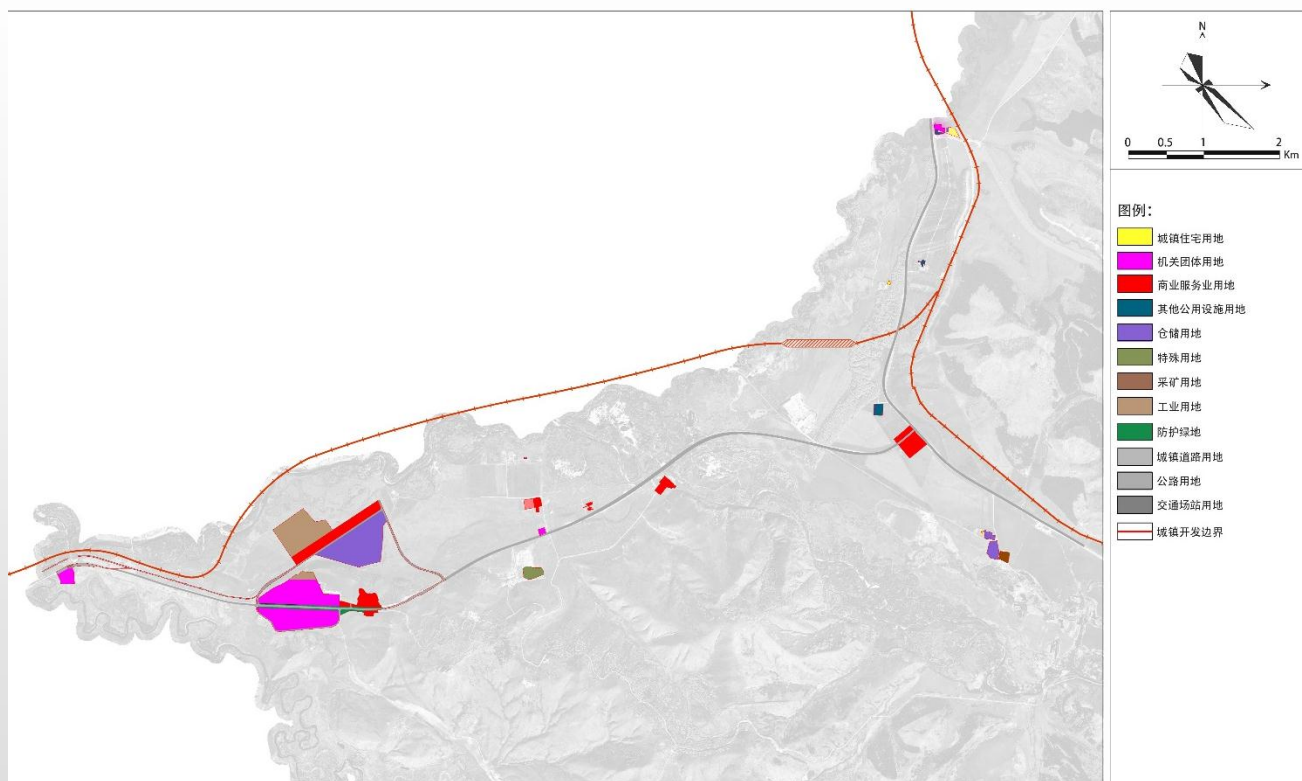 N
0 0.5 1 2
Km
图例：
城镇住宅用地
机关团体用地
商业服务业用地
其他公用设施用地
仓储用地
特殊用地
采矿用地
工业用地
防护绿地
城镇道路用地
公路用地
交通场站用地
城镇开发边界